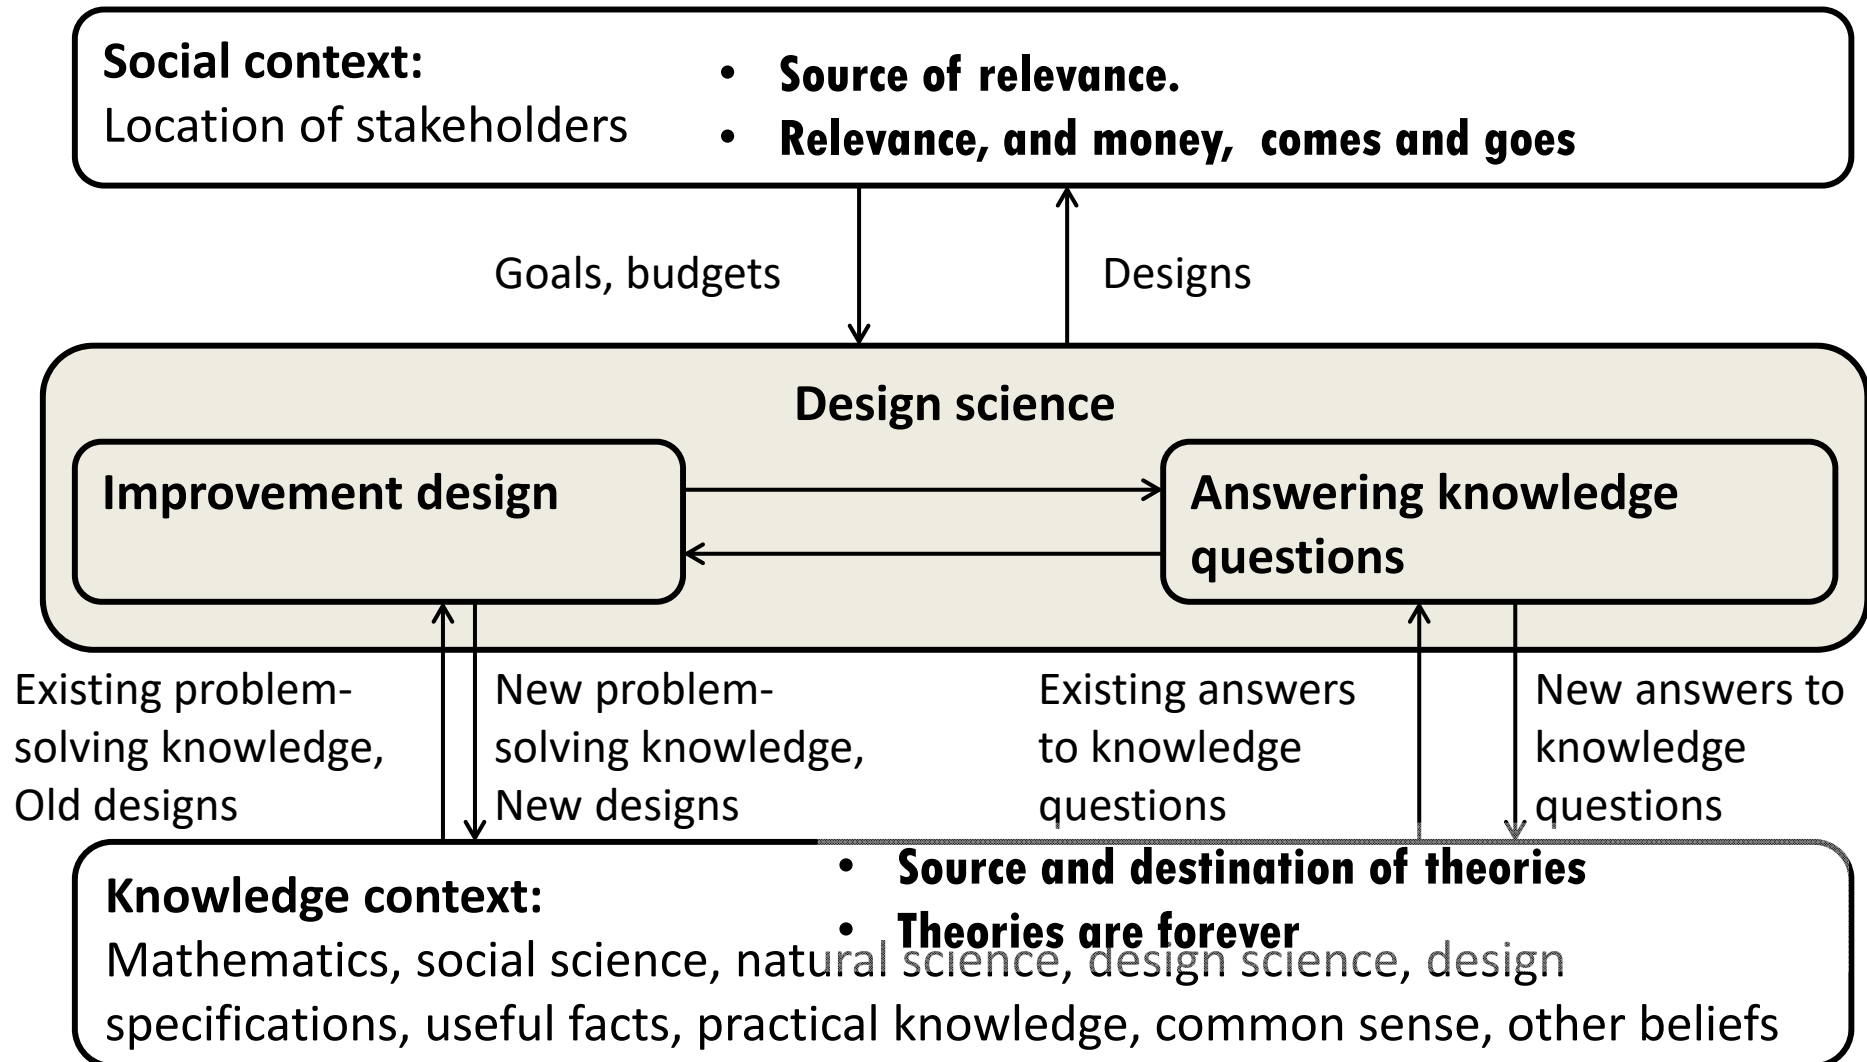 Social context:
Location of stakeholders
• Source of relevance.
• Relevance, and money, comes and goes
Goals, budgets
Designs
Design science
Improvement design
Answering knowledge
questions
Existing problem-
solving knowledge,
Old designs
New problem-
solving knowledge,
New designs
Existing answers
to knowledge
questions
New answers to
knowledge
questions
Knowledge context:
• Source and destination of theories
• Theories are forever
Mathematics, social science, natural science, design science, design
specifications, useful facts, practical knowledge, common sense, other beliefs